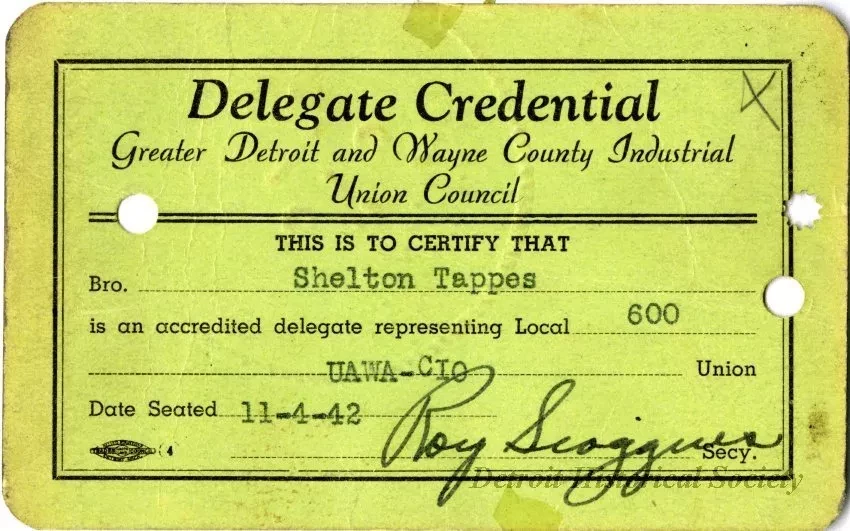 Delegate Credential
Greater Detroit and Wayne County Industrial
Union Council
THIS IS TO CERTIFY THAT
Bro. Shelton Tappes
is an accredited delegate representing Local 600
UAWA-CIO Union
Date Seated 11-4-42
Roy Scoggins Secy.
4
Detroit Historical Society